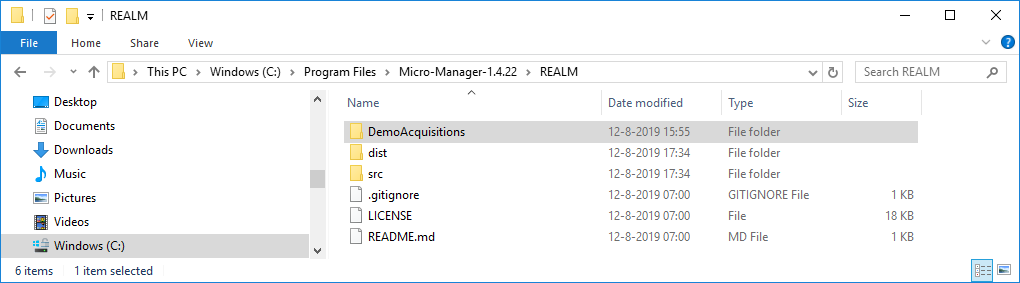 REALM
File Home Share View
This PC Windows (C:) Program Files Micro-Manager-1.4.22 REALM Search REALM
Name Date modified Type Size
Desktop
Documents
Downloads
Music
Pictures
Videos
Windows (C:)
DemoAcquisitions 12-8-2019 15:55 File folder
dist 12-8-2019 17:34 File folder
src 12-8-2019 17:34 File folder
.gitignore 12-8-2019 07:00 GITIGNORE File 1 KB
LICENSE 12-8-2019 07:00 File 18 KB
README.md 12-8-2019 07:00 MD File 1 KB
6 items 1 item selected